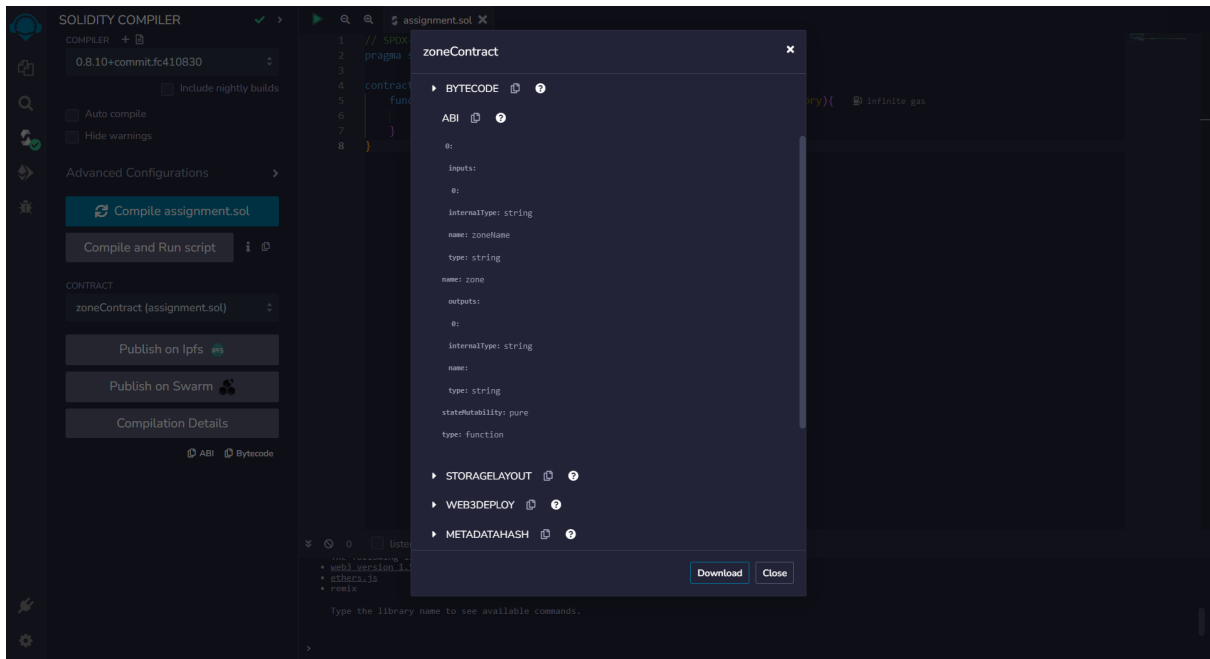 SOLIDITY COMPILER
COMPILER +
0.8.10+commit.fc410830
Include nightly builds
Auto compile
Hide warnings
Advanced Configurations
Compile assignment.sol
Compile and Run script
CONTRACT
zoneContract (assignment.sol)
Publish on Ipfs
Publish on Swarm
Compilation Details
ABI Bytecode
assignment.sol
1 // SPDX
2 pragma s
3
4 contract
5 func ory){ infinite gas
6
7 }
8 }
zoneContract
BYTECODE
ABI
0:
inputs:
0:
internalType: string
name: zoneName
type: string
name: zone
outputs:
0:
internalType: string
name:
type: string
stateMutability: pure
type: function
STORAGELAYOUT
WEB3DEPLOY
METADATAHASH
Download Close
0 liste
web3 version 1.5
ethers.js
remix
Type the library name to see available commands.
>